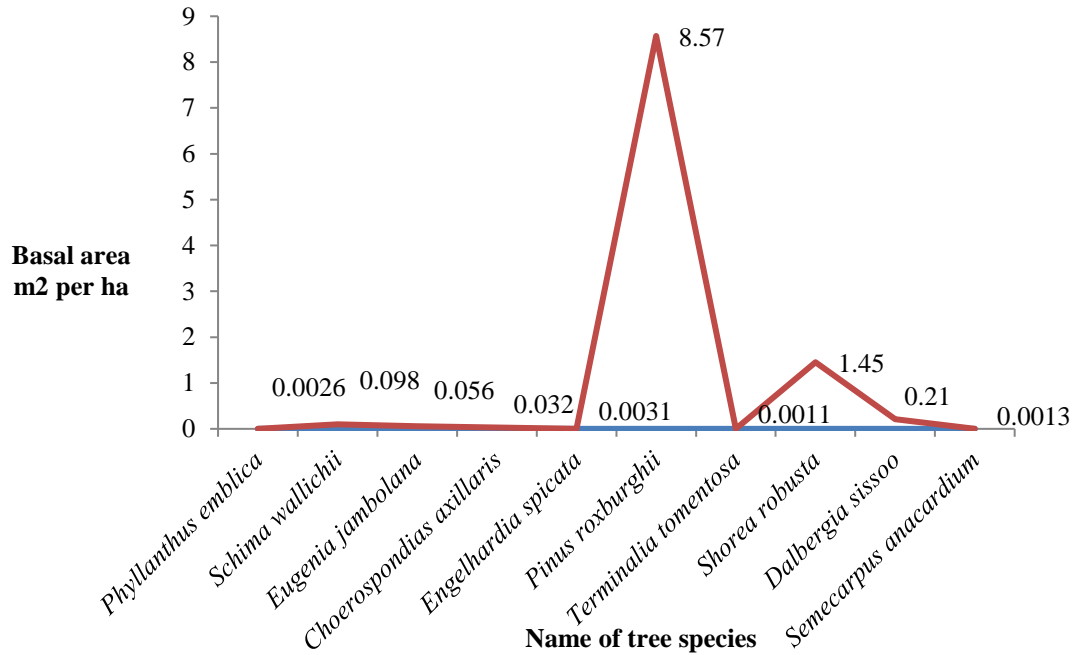 9
8
7
6
5
4
3
2
1
0
Basal area
m2 per ha
0.0026
0.098
0.056
0.032
0.0031
8.57
0.0011
1.45
0.21
0.0013
Phyllanthus emblica
Schima wallichii
Eugenia jambolana
Choerospondias axillaris
Engelhardia spicata
Pinus roxburghii
Terminalia tomentosa
Shorea robusta
Dalbergia sissoo
Semecarpus anacardium
Name of tree species